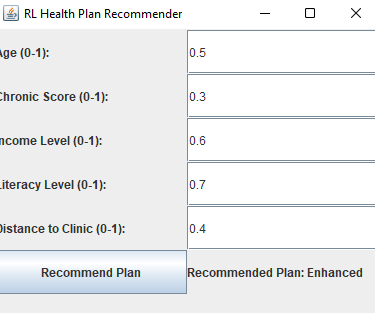 RL Health Plan Recommender
Age (0-1):
0.5
Chronic Score (0-1):
0.3
Income Level (0-1):
0.6
Literacy Level (0-1):
0.7
Distance to Clinic (0-1):
0.4
Recommend Plan
Recommended Plan: Enhanced